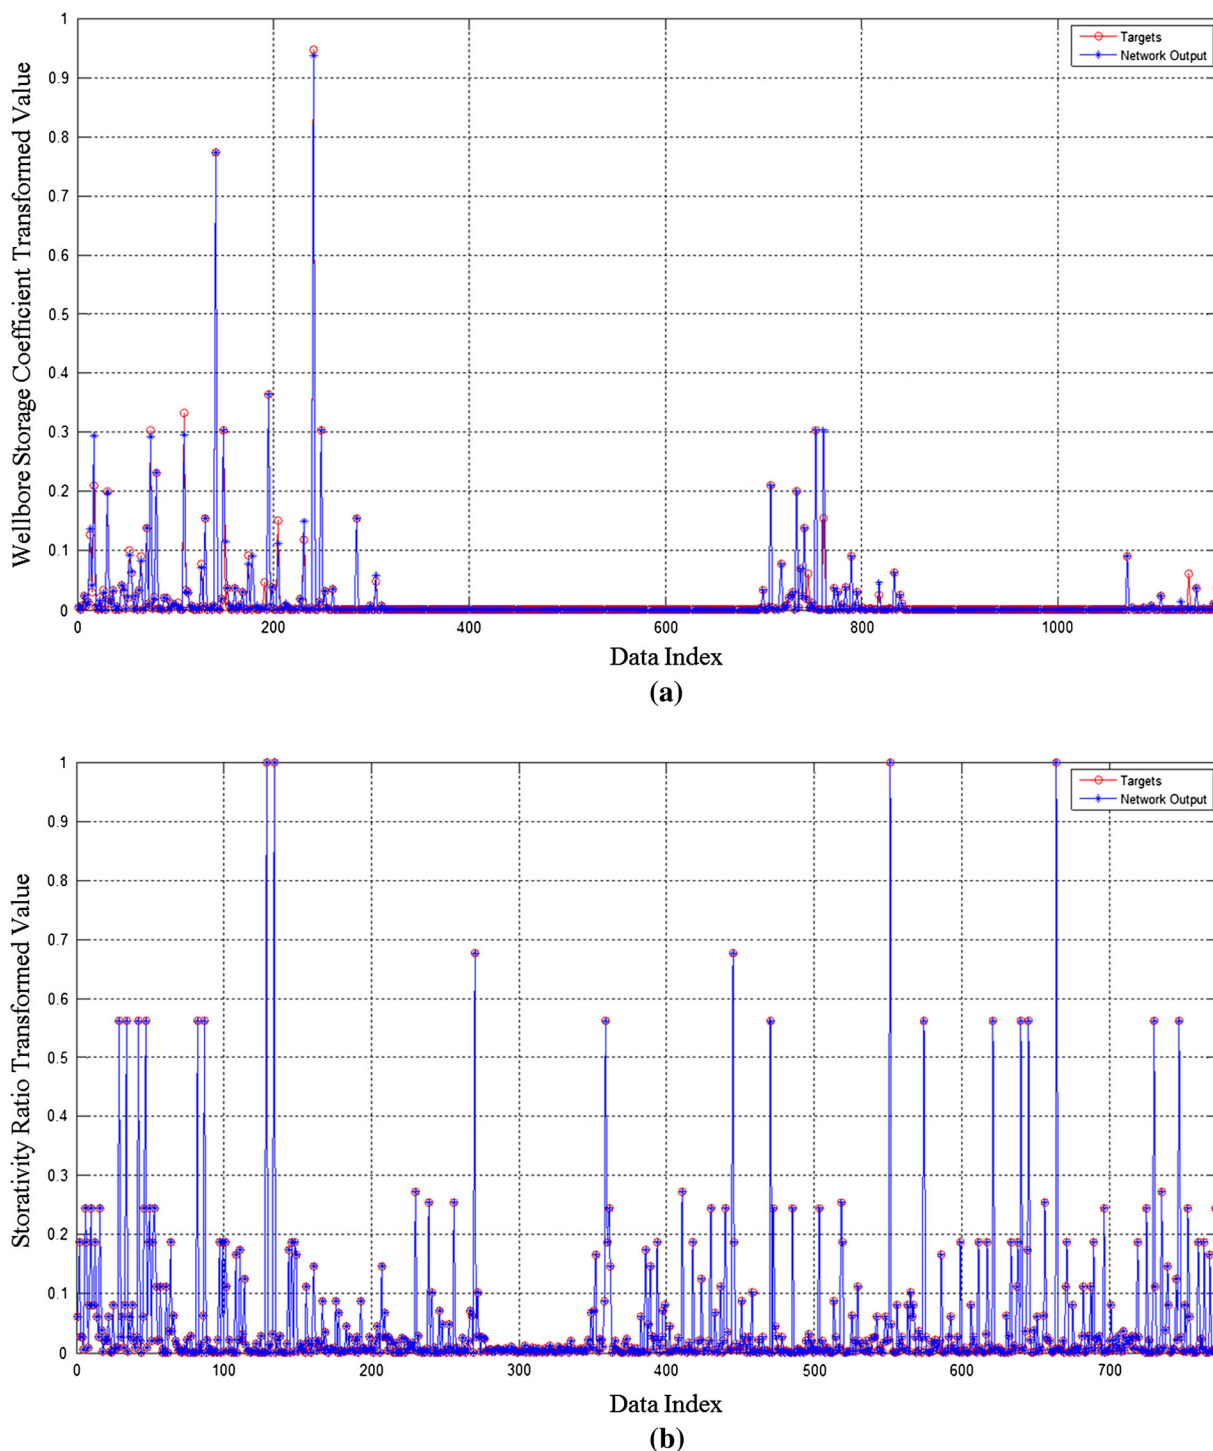 1
0.9
0.8
0.7
0.6
0.5
0.4
0.3
0.2
0.1
0
Wellbore Storage Coefficient Transformed Value
Targets
Network Output
0 200 400 600 800 1000
Data Index
(a)
1
0.9
0.8
0.7
0.6
0.5
0.4
0.3
0.2
0.1
0
Storativity Ratio Transformed Value
Targets
Network Output
0 100 200 300 400 500 600 700
Data Index
(b)